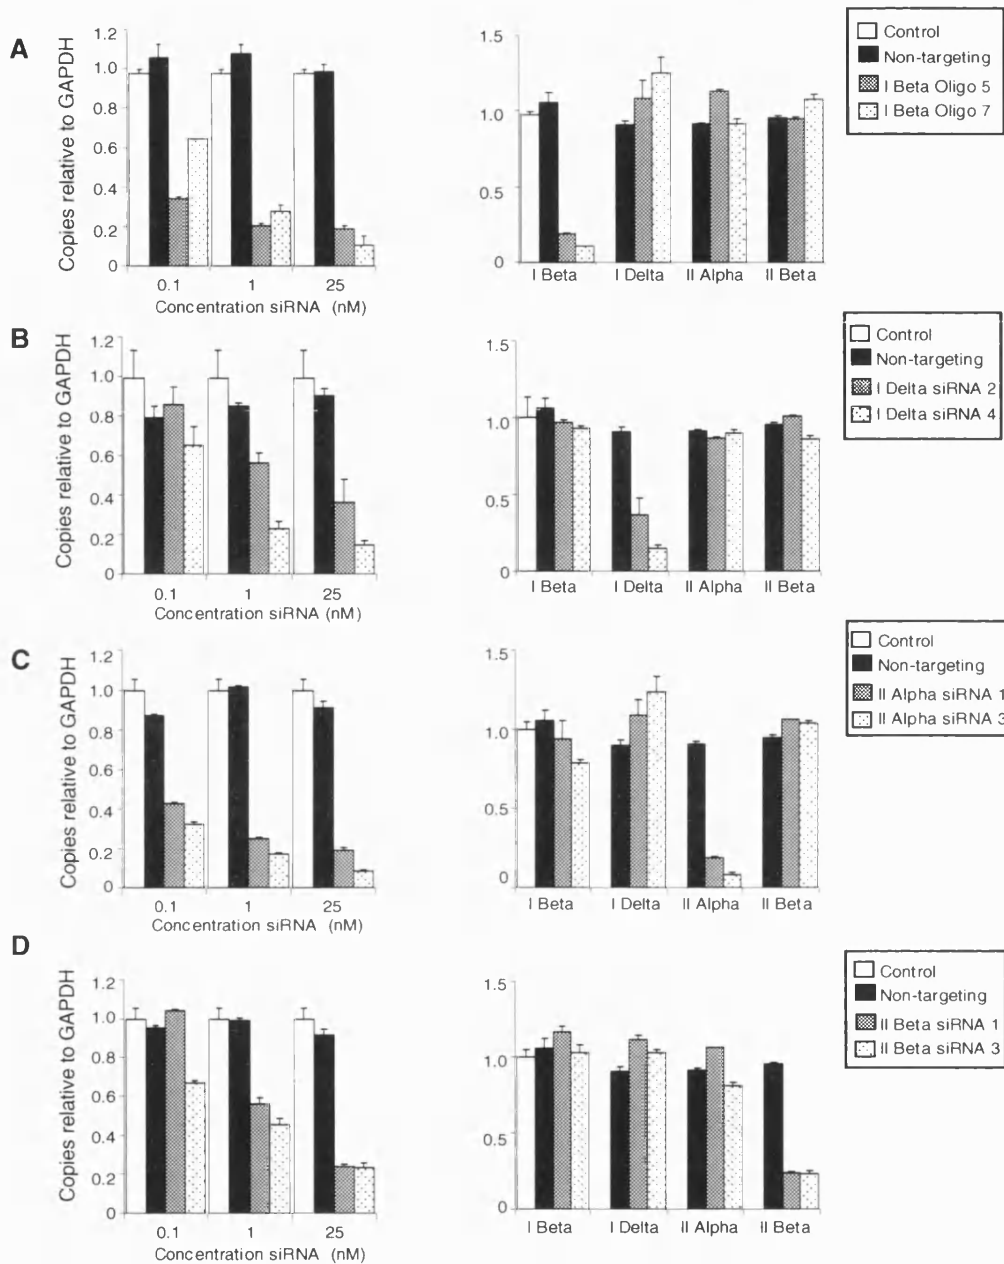 A
Copies relative to GAPDH
1.2
1.0
0.8
0.6
0.4
0.2
0
0.1 1 25
Concentration siRNA (nM)
1.5
1.0
0.5
0
I Beta I Delta II Alpha II Beta
Control
Non-targeting
I Beta Oligo 5
I Beta Oligo 7
B
Copies relative to GAPDH
1.2
1.0
0.8
0.6
0.4
0.2
0
0.1 1 25
Concentration siRNA (nM)
1.5
1.0
0.5
0
I Beta I Delta II Alpha II Beta
Control
Non-targeting
I Delta siRNA 2
I Delta siRNA 4
C
Copies relative to GAPDH
1.2
1.0
0.8
0.6
0.4
0.2
0
0.1 1 25
Concentration siRNA (nM)
1.5
1.0
0.5
0
I Beta I Delta II Alpha II Beta
Control
Non-targeting
II Alpha siRNA 1
II Alpha siRNA 3
D
Copies relative to GAPDH
1.2
1.0
0.8
0.6
0.4
0.2
0
0.1 1 25
Concentration siRNA (nM)
1.5
1.0
0.5
0
I Beta I Delta II Alpha II Beta
Control
Non-targeting
II Beta siRNA 1
II Beta siRNA 3